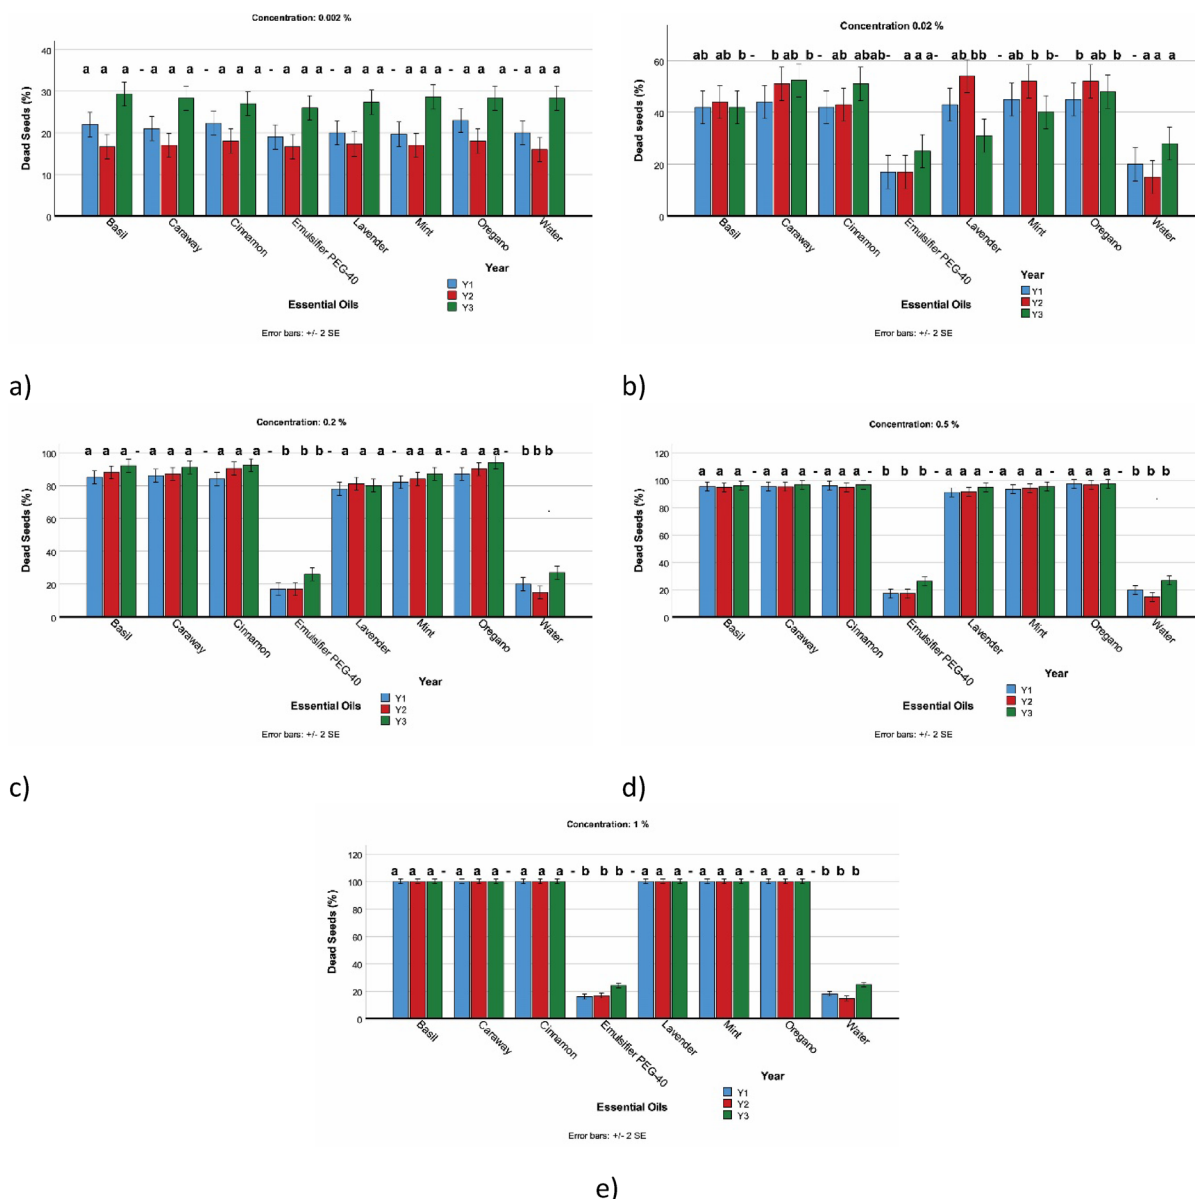 Concentration: 0.002 %
a a a - a a a - a a a - a a a - a a a - a a a - a a a - a a a
Dead Seeds (%)
40
30
20
10
0
Basil
Caraway
Cinnamon
Emulsifier PEG-40
Lavender
Mint
Oregano
Water
Year
Y1
Y2
Y3
Essential Oils
Error bars: +/- 2 SE
a)
Concentration 0.02 %
ab ab b - b ab b - ab abab- a a a- ab bb - ab b b- b ab b - a a a
Dead seeds (%)
60
40
20
0
Basil
Caraway
Cinnamon
Emulsifier PEG-40
Lavender
Mint
Oregano
Water
Year
Y1
Y2
Y3
Essential Oils
Error bars: +/- 2 SE
b)
Concentration: 0.2 %
a a a - a a a - a a a - b b b - a a a - a a a - a a a - b b b
Dead Seeds (%)
100
80
60
40
20
0
Basil
Caraway
Cinnamon
Emulsifier PEG-40
Lavender
Mint
Oregano
Water
Year
Y1
Y2
Y3
Essential Oils
Error bars: +/- 2 SE
c)
Concentration: 0.5 %
a a a - a a a - a a a - b b b - a a a - a a a - a a a - b b b
Dead Seeds (%)
120
100
80
60
40
20
0
Basil
Caraway
Cinnamon
Emulsifier PEG-40
Lavender
Mint
Oregano
Water
Year
Y1
Y2
Y3
Essential Oils
Error bars: +/- 2 SE
d)
Concentration: 1 %
a a a - a a a - a a a - b b b - a a a - a a a - a a a - b b b
Dead Seeds (%)
120
100
80
60
40
20
0
Basil
Caraway
Cinnamon
Emulsifier PEG-40
Lavender
Mint
Oregano
Water
Year
Y1
Y2
Y3
Essential Oils
Error bars: +/- 2 SE
e)